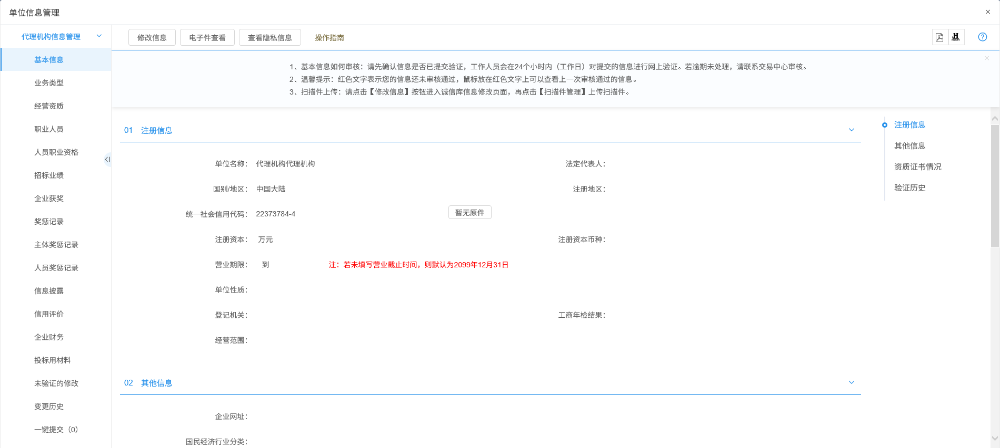 单位信息管理
代理机构信息管理
基本信息
业务类型
经营资质
职业人员
人员职业资格
招标业绩
企业获奖
奖惩记录
主体奖惩记录
人员奖惩记录
信息披露
信用评价
企业财务
投标用材料
未验证的修改
变更历史
一键提交（0）
修改信息 电子件查看 查看隐私信息 操作指南
1、基本信息如何审核：请先确认信息是否已提交验证，工作人员会在24个小时内（工作日）对提交的信息进行网上验证。若逾期未处理，请联系交易中心审核。
2、温馨提示：红色文字表示您的信息还未审核通过，鼠标放在红色文字上可以查看上一次审核通过的信息。
3、扫描件上传：请点击【修改信息】按钮进入诚信库信息修改页面，再点击【扫描件管理】上传扫描件。
01 注册信息
单位名称： 代理机构代理机构 法定代表人：
国别/地区： 中国大陆 注册地区：
统一社会信用代码： 22373784-4 暂无原件
注册资本： 万元 注册资本币种：
营业期限： 到 注：若未填写营业截止时间，则默认为2099年12月31日
单位性质：
登记机关： 工商年检结果：
经营范围：
02 其他信息
企业网址：
国民经济行业分类：
注册信息
其他信息
资质证书情况
验证历史